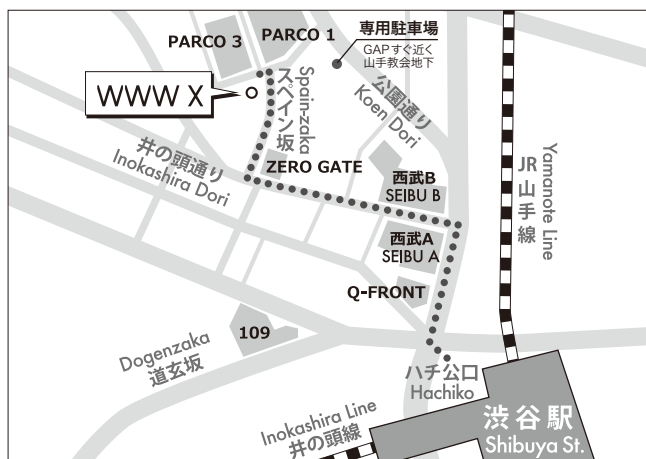 PARCO 3
PARCO 1
専用駐車場
GAPすぐ近く
山手教会地下
WWW X
Spain-zaka
スペイン坂
公園通り
Koen Dori
井の頭通り
Inokashira Dori
ZERO GATE
西武B
SEIBU B
西武A
SEIBU A
Yamanote Line
JR山手線
Q-FRONT
109
Dogenzaka
道玄坂
ハチ公口
Hachiko
Inokashira Line
井の頭線
渋谷駅
Shibuya St.